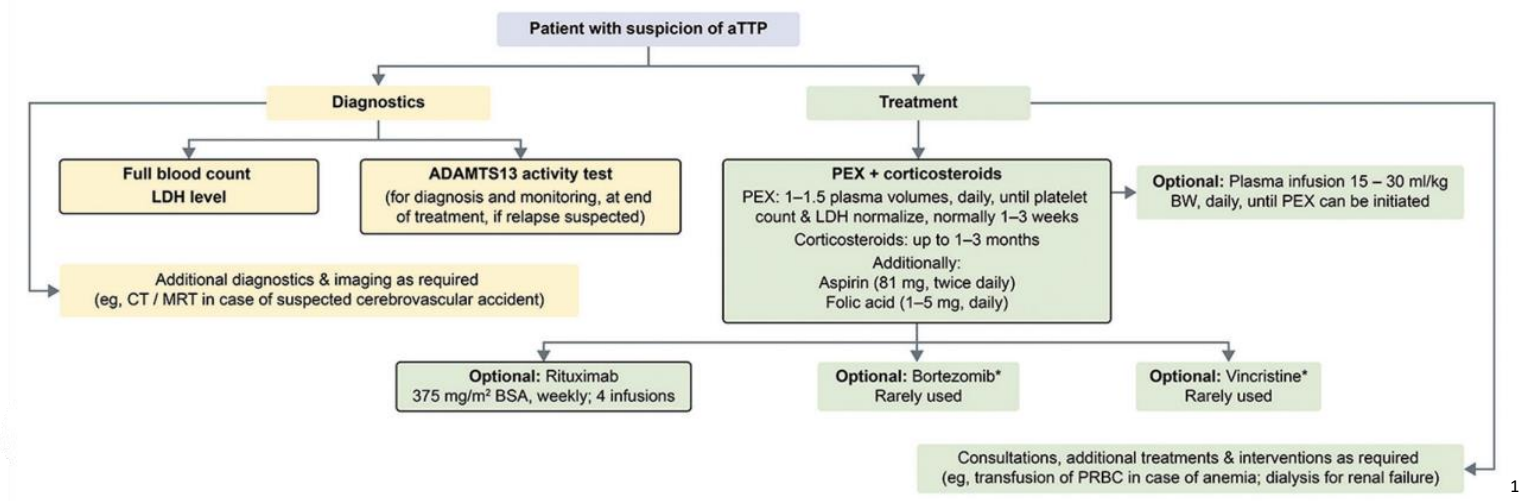 Patient with suspicion of aTTP
Diagnostics
Treatment
Full blood count
LDH level
ADAMTS13 activity test
(for diagnosis and monitoring, at end
of treatment, if relapse suspected)
PEX + corticosteroids
PEX: 1–1.5 plasma volumes, daily, until platelet
count & LDH normalize, normally 1–3 weeks
Corticosteroids: up to 1–3 months
Additionally:
Aspirin (81 mg, twice daily)
Folic acid (1–5 mg, daily)
Optional: Plasma infusion 15 – 30 ml/kg
BW, daily, until PEX can be initiated
Additional diagnostics & imaging as required
(eg, CT / MRT in case of suspected cerebrovascular accident)
Optional: Rituximab
375 mg/m² BSA, weekly; 4 infusions
Optional: Bortezomib*
Rarely used
Optional: Vincristine*
Rarely used
Consultations, additional treatments & interventions as required
(eg, transfusion of PRBC in case of anemia; dialysis for renal failure)
1